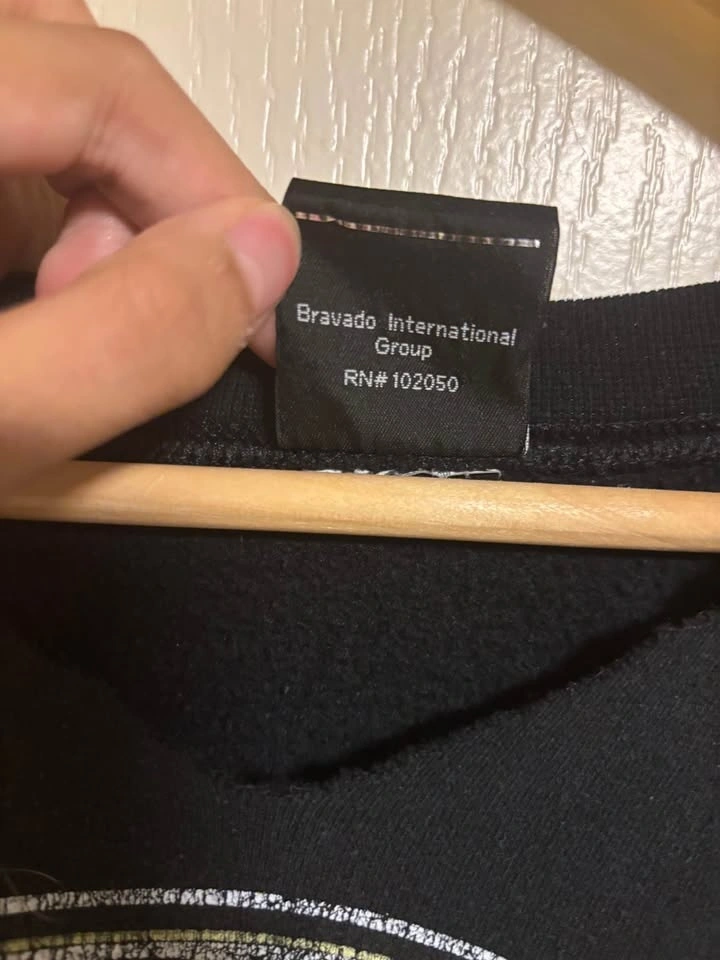 Bravado International
Group
RN# 102050